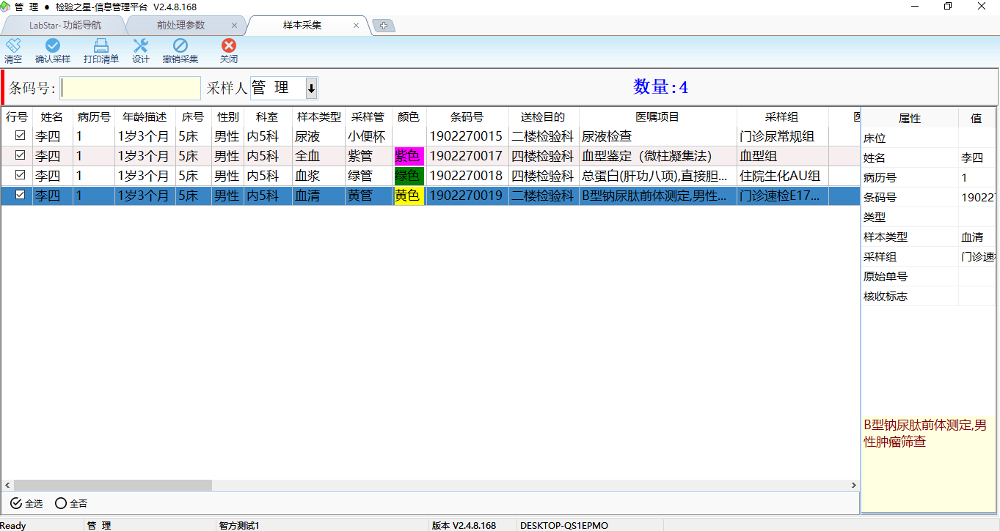 管 理 ● 检验之星-信息管理平台 V2.4.8.168
LabStar-功能导航 前处理参数 样本采集
清空 确认采样 打印清单 设计 撤销采集 关闭
条码号: 采样人 管 理 数量:4
行号 姓名 病历号 年龄描述 床号 性别 科室 样本类型 采样管 颜色 条码号 送检目的 医嘱项目 采样组
李四 1 1岁3个月 5床 男性 内5科 尿液 小便杯 1902270015 二楼检验科 尿液检查 门诊尿常规组
李四 1 1岁3个月 5床 男性 内5科 全血 紫管 紫色 1902270017 四楼检验科 血型鉴定（微柱凝集法） 血型组
李四 1 1岁3个月 5床 男性 内5科 血浆 绿管 绿色 1902270018 四楼检验科 总蛋白(肝功八项),直接胆... 住院生化AU组
李四 1 1岁3个月 5床 男性 内5科 血清 黄管 黄色 1902270019 二楼检验科 B型钠尿肽前体测定,男性... 门诊速检E17...
属性 值
床位
姓名 李四
病历号 1
条码号 19022
类型
样本类型 血清
采样组 门诊速
原始单号
核收标志
B型钠尿肽前体测定,男
性肿瘤筛查
全选 全否
Ready 管 理 智方测试1 版本 V2.4.8.168 DESKTOP-QS1EPMO